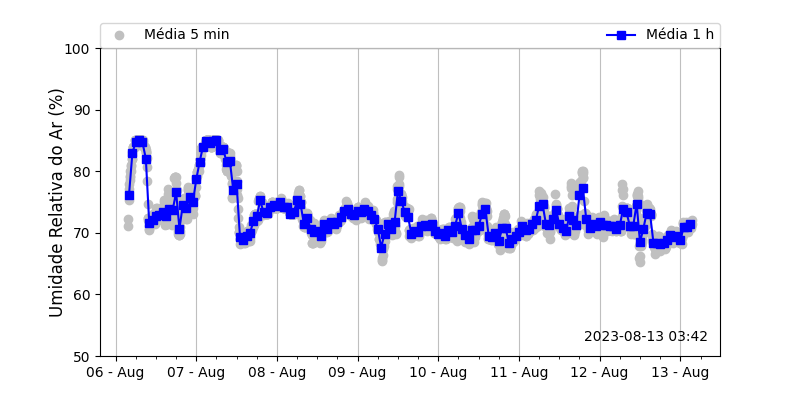 Média 5 min
Média 1 h
Umidade Relativa do Ar (%)
100
90
80
70
60
50
2023-08-13 03:42
06 - Aug
07 - Aug
08 - Aug
09 - Aug
10 - Aug
11 - Aug
12 - Aug
13 - Aug